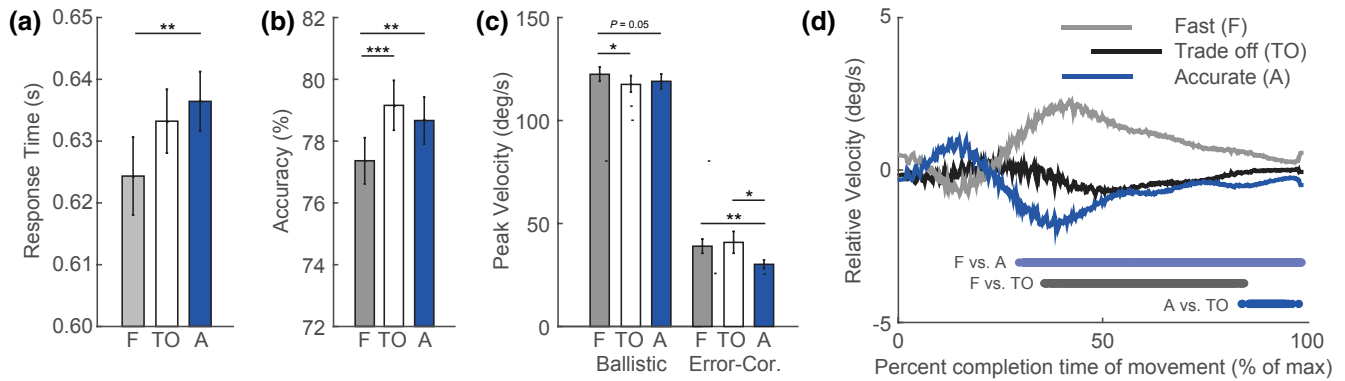 (a)
Response Time (s)
0.65
0.64
0.63
0.62
0.61
0.60
**
F TO A
(b)
Accuracy (%)
82
80
78
76
74
72
**
***
F TO A
(c)
Peak Velocity (deg/s)
150
100
50
0
P = 0.05
*
*
**
F TO A F TO A
Ballistic Error-Cor.
(d)
Relative Velocity (deg/s)
5
0
-5
Fast (F)
Trade off (TO)
Accurate (A)
F vs. A
F vs. TO
A vs. TO
0 50 100
Percent completion time of movement (% of max)